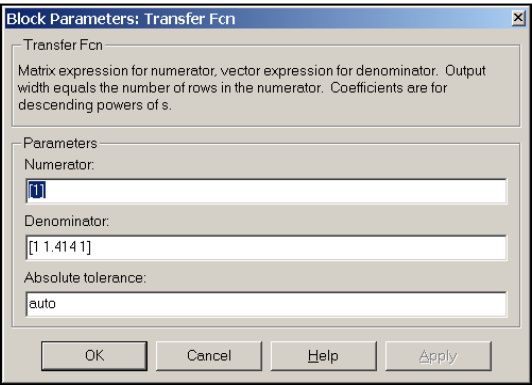 Block Parameters: Transfer Fcn
Transfer Fcn
Matrix expression for numerator, vector expression for denominator. Output
width equals the number of rows in the numerator. Coefficients are for
descending powers of s.
Parameters
Numerator:
[1]
Denominator:
[1 1.414 1]
Absolute tolerance:
auto
OK Cancel Help Apply